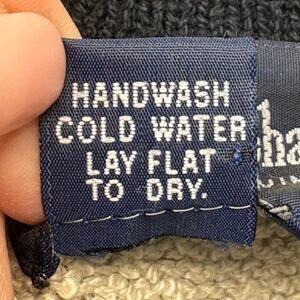 HANDWASH
COLD WATER
LAY FLAT
TO DRY.